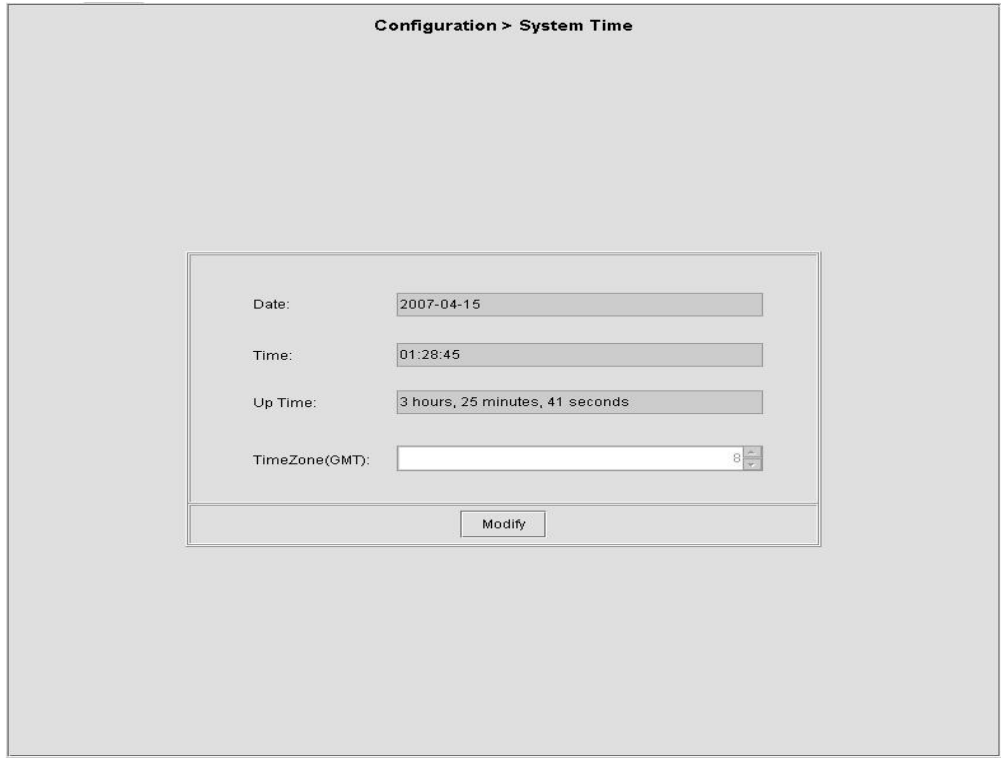 Configuration > System Time
Date: 2007-04-15
Time: 01:28:45
Up Time: 3 hours, 25 minutes, 41 seconds
TimeZone(GMT): 8
Modify